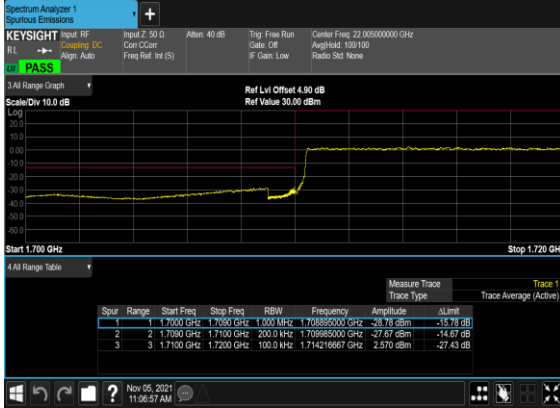 Spectrum Analyzer 1
Spurious Emissions
+
KEYSIGHT Input: RF Input Z: 50 Ω Atten: 40 dB Trig: Free Run Center Freq: 22.005000000 GHz
RL Coupling: DC Corr CCorr Gate: Off Avg|Hold: 100/100
Align: Auto Freq Ref: Int (S) IF Gain: Low Radio Std: None
LXI PASS
3.All Range Graph
Ref Lvl Offset 4.90 dB
Scale/Div 10.0 dB Ref Value 30.00 dBm
Log
20.0
10.0
0.00
-10.0
-20.0
-30.0
-40.0
-50.0
-60.0
Start 1.700 GHz Stop 1.720 GH
4.All Range Table
Measure Trace Trace 1
Trace Type Trace Average (Active)
Spur Range Start Freq Stop Freq RBW Frequency Amplitude ΔLimit
1 1 1.7000 GHz 1.7090 GHz 1.000 MHz 1.708895000 GHz -28.78 dBm -15.78 dB
2 2 1.7090 GHz 1.7100 GHz 200.0 kHz 1.709985000 GHz -27.67 dBm -14.67 dB
3 3 1.7100 GHz 1.7200 GHz 100.0 kHz 1.714216667 GHz 2.570 dBm -27.43 dB
? Nov 05, 2021
11:06:57 AM